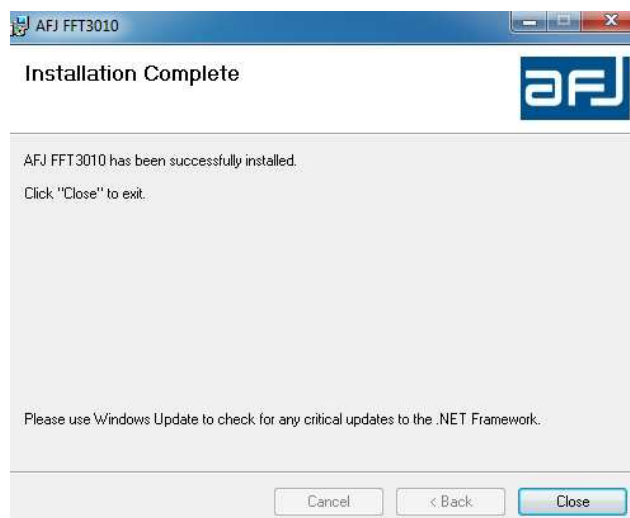 AFJ FFT3010
Installation Complete
afj
AFJ FFT3010 has been successfully installed.
Click "Close" to exit.
Please use Windows Update to check for any critical updates to the .NET Framework.
Cancel
< Back
Close